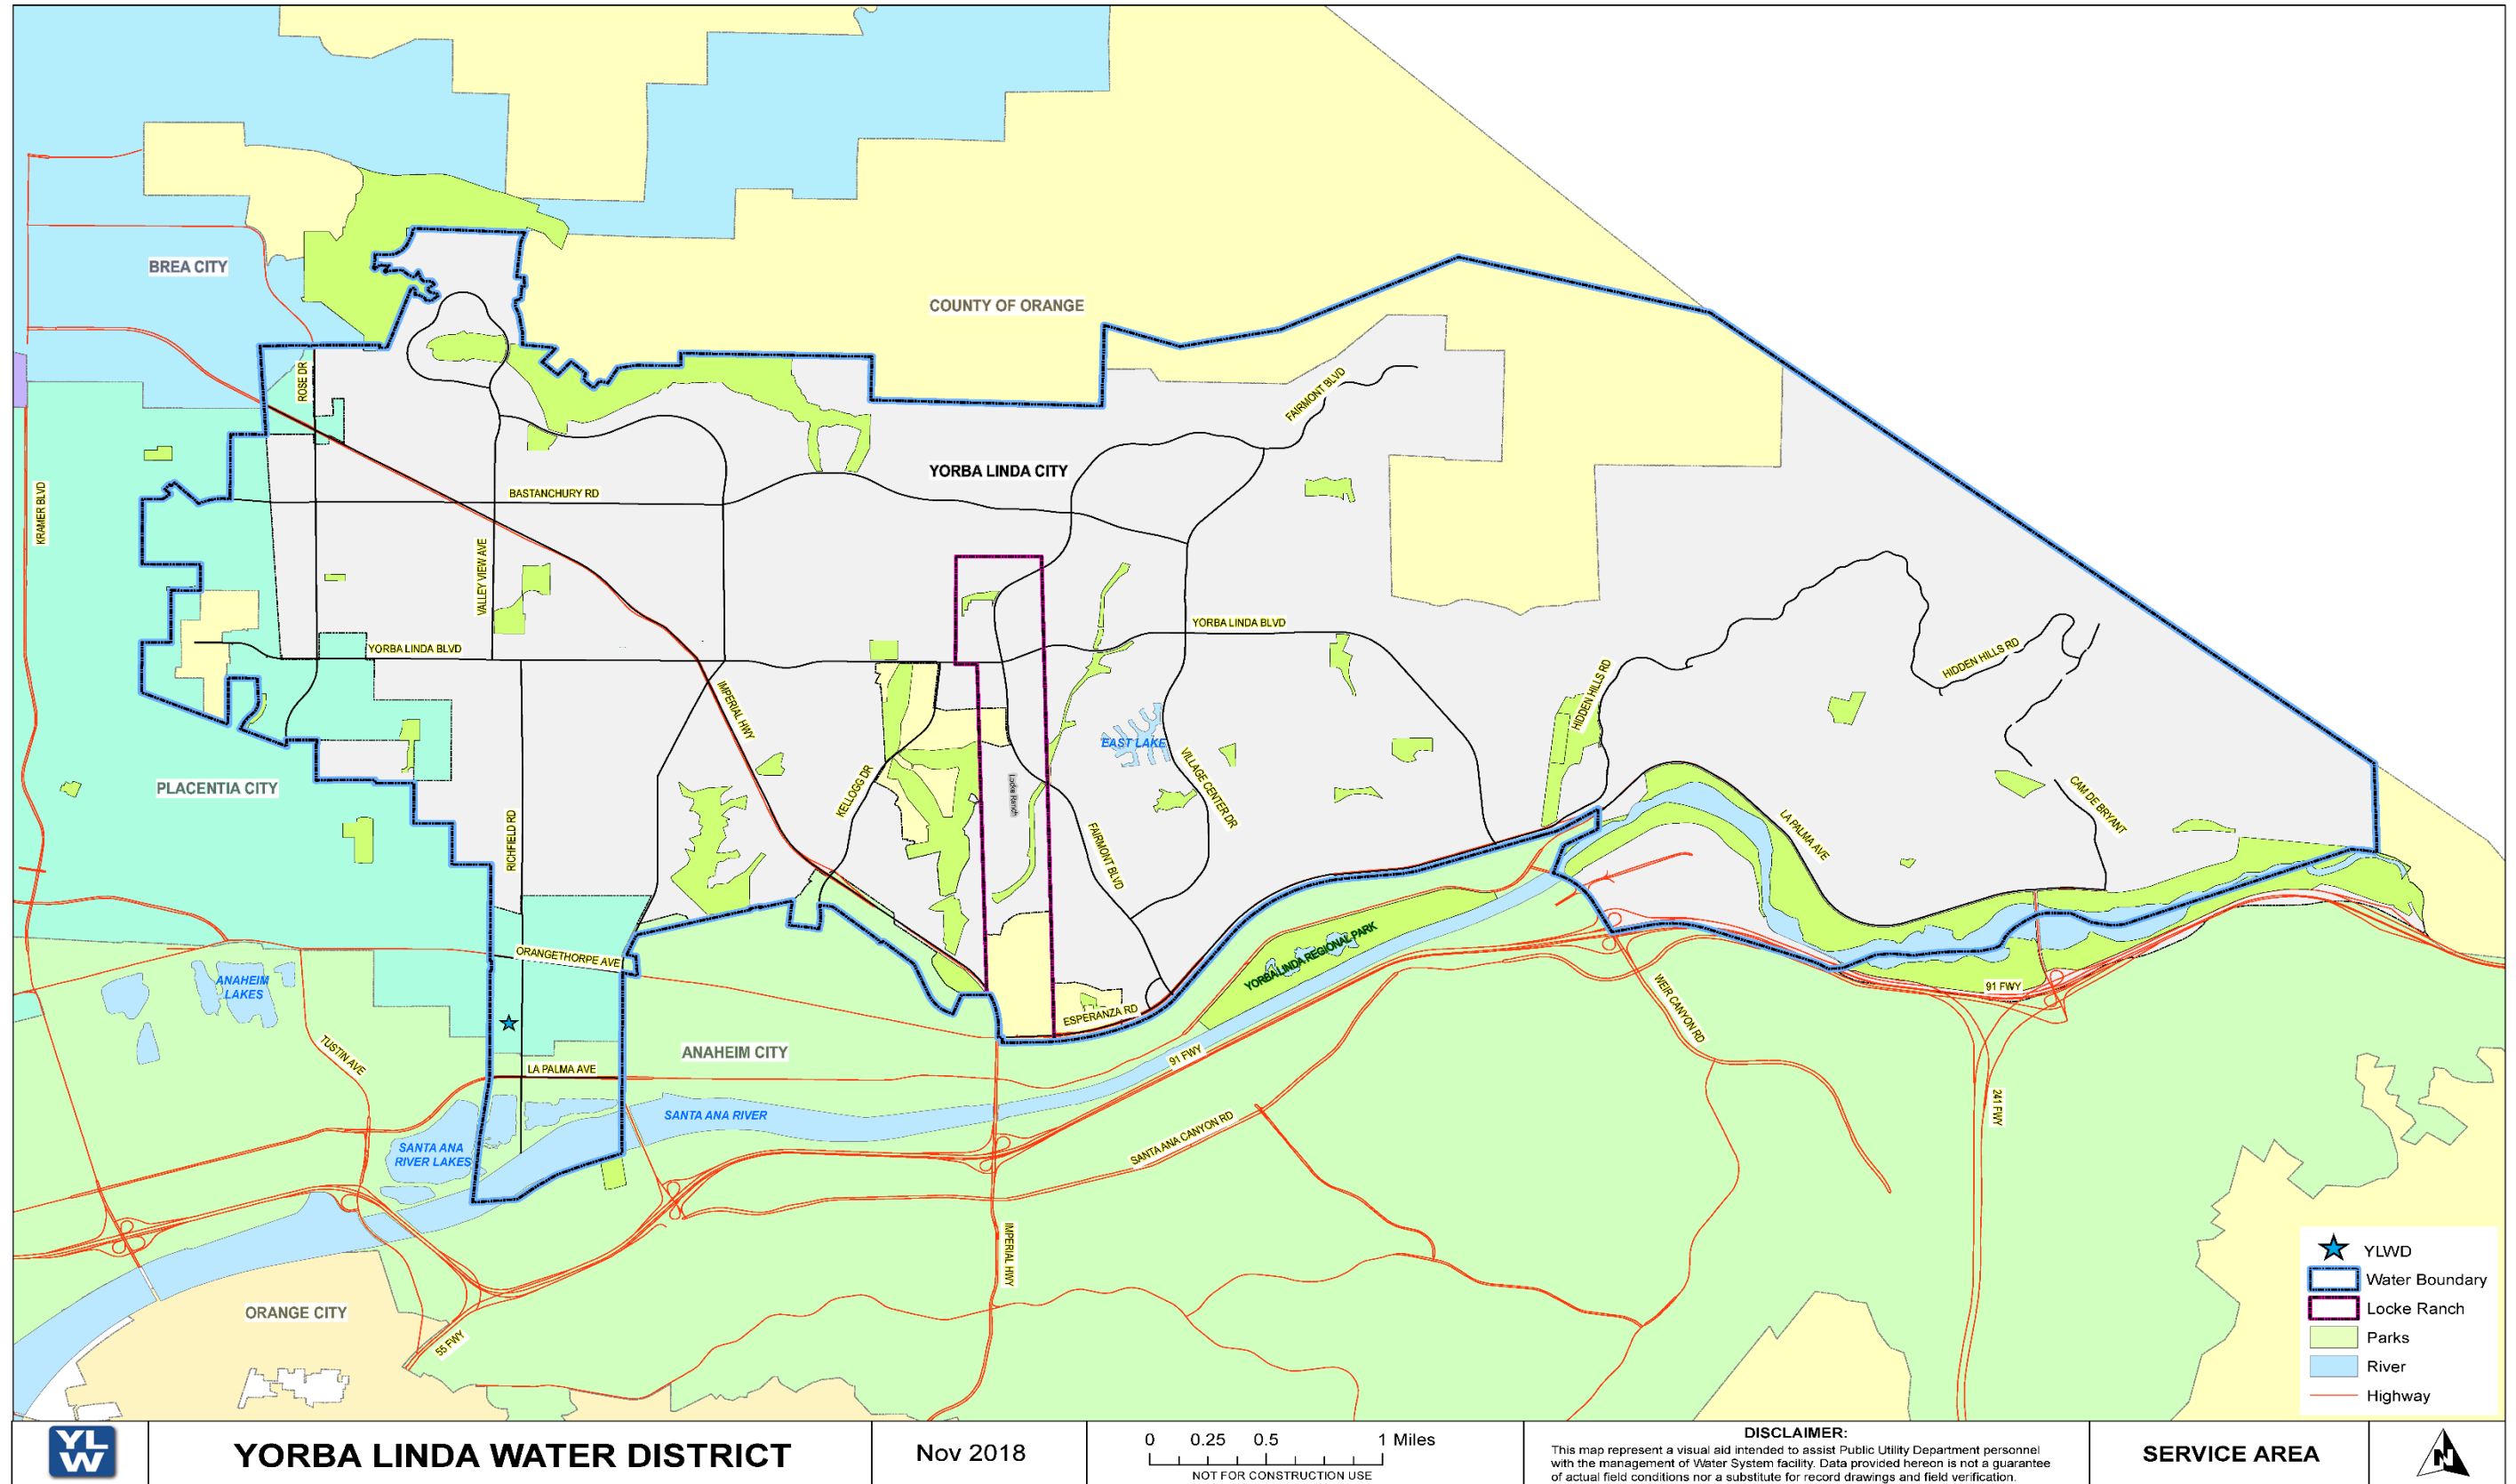 BREA CITY
COUNTY OF ORANGE
ROSE DR
FAIRMONT BLVD
YORBA LINDA CITY
KRAMER BLVD
BASTANCHURY RD
VALLEY VIEW AVE
YORBA LINDA BLVD
YORBA LINDA BLVD
HIDDEN HILLS RD
HIDDEN HILLS RD
IMPERIAL HWY
EAST LAKE
VILLAGE CENTER DR
PLACENTIA CITY
KELLOGG DR
Locke Ranch
RICHFIELD RD
FAIRMONT BLVD
LA PALMA AVE
CAM DE BRYANT
ORANGETHORPE AVE
YORBA LINDA REGIONAL PARK
ANAHEIM
LAKES
ESPERANZA RD
WEIR CANYON RD
91 FWY
TUSTIN AVE
ANAHEIM CITY
91 FWY
LA PALMA AVE
SANTA ANA RIVER
SANTA ANA CANYON RD
241 FWY
SANTA ANA
RIVER LAKES
IMPERIAL HWY
ORANGE CITY
55 FWY
YLWD
Water Boundary
Locke Ranch
Parks
River
Highway
YL
W
YORBA LINDA WATER DISTRICT
Nov 2018
0 0.25 0.5 1 Miles
NOT FOR CONSTRUCTION USE
DISCLAIMER:
This map represent a visual aid intended to assist Public Utility Department personnel
with the management of Water System facility. Data provided hereon is not a guarantee
of actual field conditions nor a substitute for record drawings and field verification.
SERVICE AREA
N